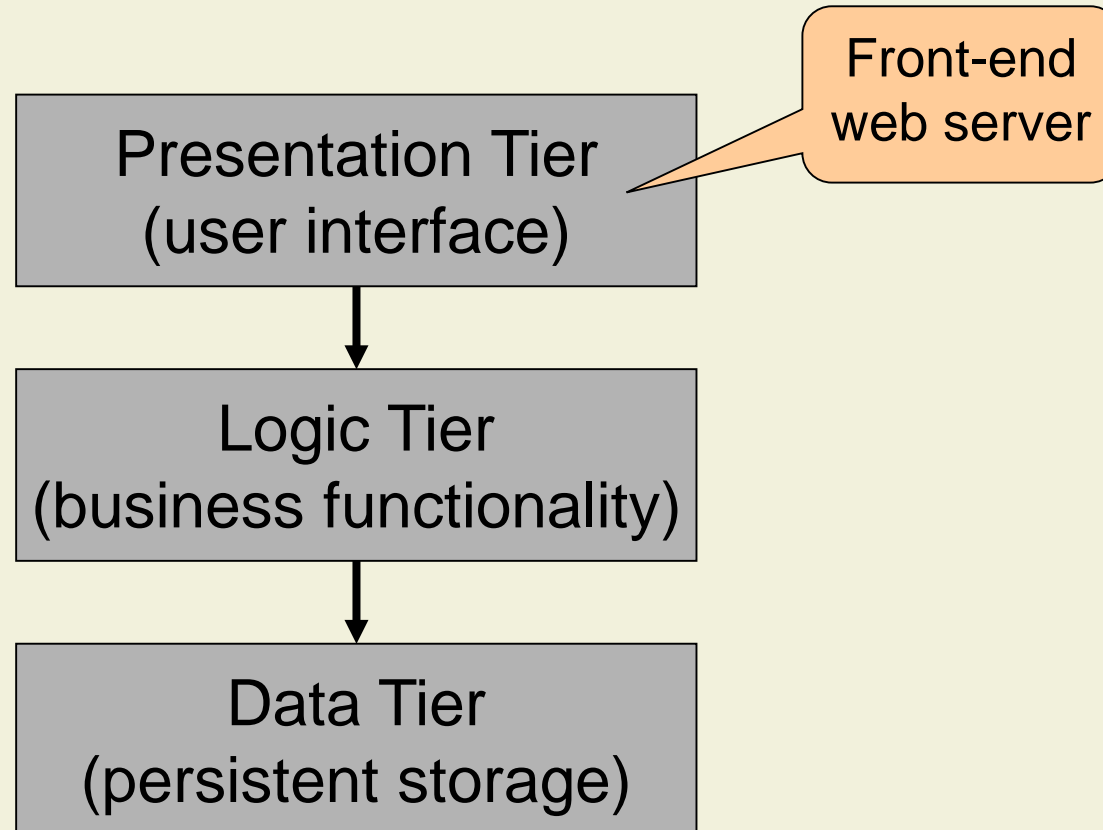 Front-end
web server
Presentation Tier
(user interface)
Logic Tier
(business functionality)
Data Tier
(persistent storage)